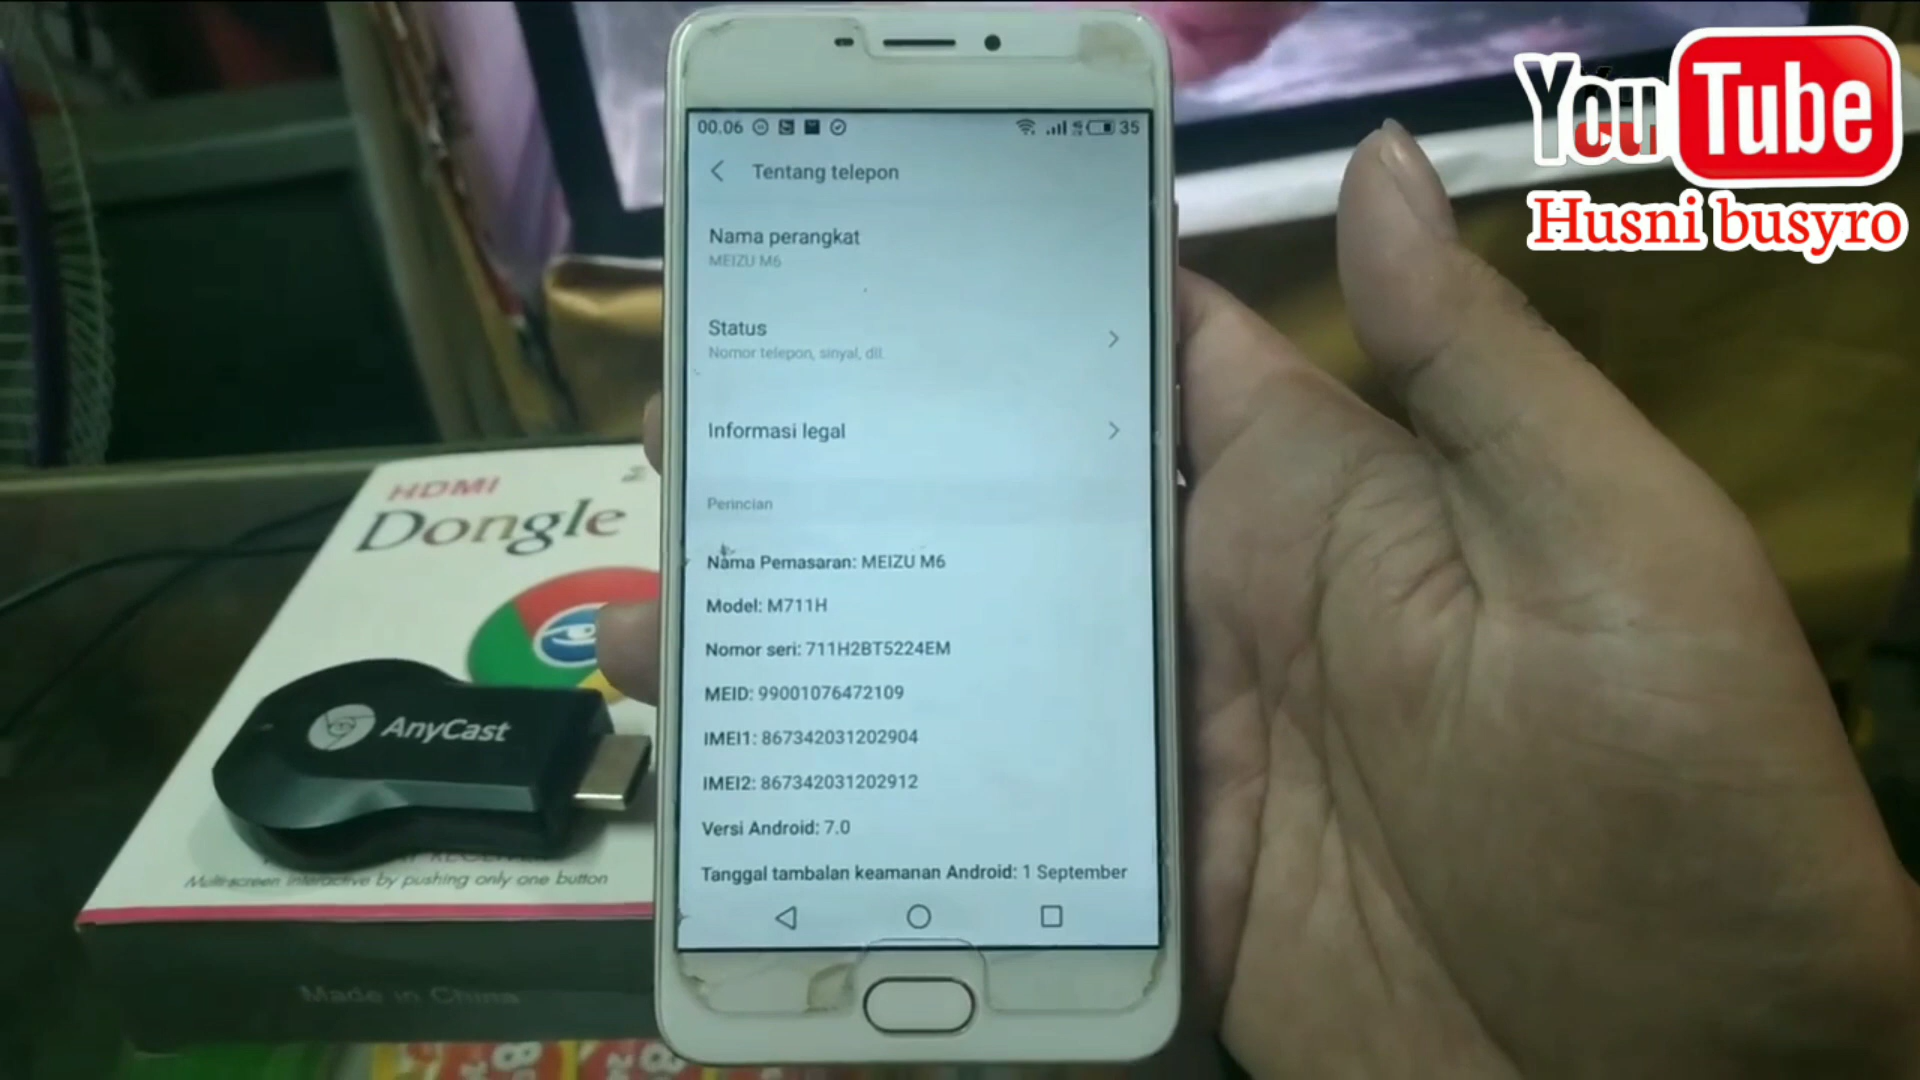 YouTube
Husni busyro
00.06
35
Tentang telepon
Nama perangkat
MEIZU M6
Status
Nomor telepon, sinyal, dll.
Informasi legal
Perincian
Nama Pemasaran: MEIZU M6
Model: M711H
Nomor seri: 711H2BT5224EM
MEID: 99001076472109
IMEI1: 867342031202904
IMEI2: 867342031202912
Versi Android: 7.0
Tanggal tambalan keamanan Android: 1 September
HDMI
Dongle
AnyCast
Multi-screen interactive by pushing only one button
Made in China